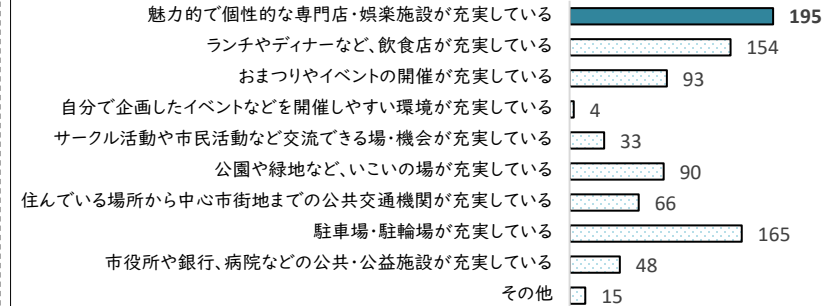 魅力的で個性的な専門店・娯楽施設が充実している 195
ランチやディナーなど、飲食店が充実している 154
おまつりやイベントの開催が充実している 93
自分で企画したイベントなどを開催しやすい環境が充実している 4
サークル活動や市民活動など交流できる場・機会が充実している 33
公園や緑地など、いこいの場が充実している 90
住んでいる場所から中心市街地までの公共交通機関が充実している 66
駐車場・駐輪場が充実している 165
市役所や銀行、病院などの公共・公益施設が充実している 48
その他 15